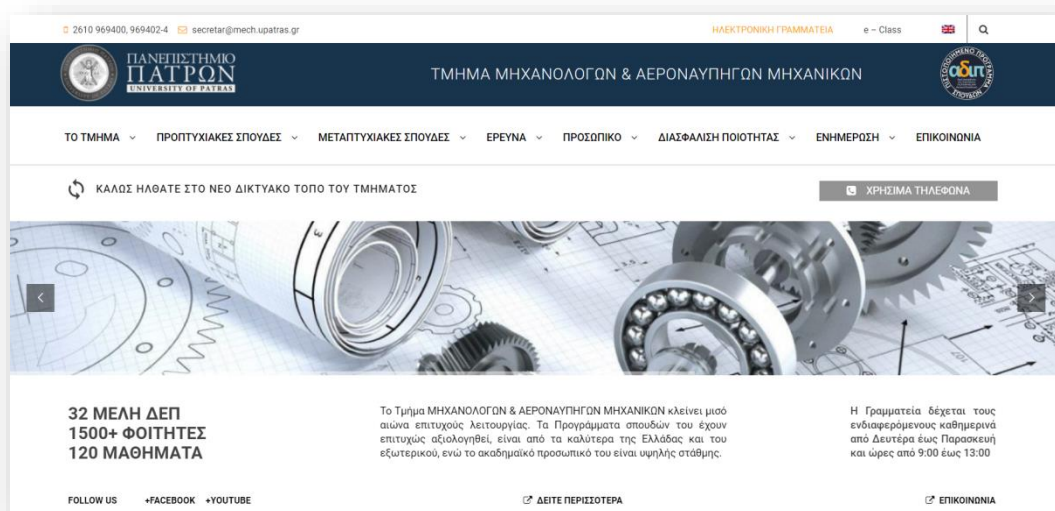 2610 969400, 969402-4 secretar@mech.upatras.gr ΗΛΕΚΤΡΟΝΙΚΗ ΓΡΑΜΜΑΤΕΙΑ e – Class
ΠΑΝΕΠΙΣΤΗΜΙΟ
ΠΑΤΡΩΝ
UNIVERSITY OF PATRAS
ΤΜΗΜΑ ΜΗΧΑΝΟΛΟΓΩΝ & ΑΕΡΟΝΑΥΠΗΓΩΝ ΜΗΧΑΝΙΚΩΝ
ΠΙΣΤΟΠΟΙΗΜΕΝΟ ΠΡΟΓΡΑΜΜΑ ΣΠΟΥΔΩΝ
αδιπ
ΤΟ ΤΜΗΜΑ ΠΡΟΠΤΥΧΙΑΚΕΣ ΣΠΟΥΔΕΣ ΜΕΤΑΠΤΥΧΙΑΚΕΣ ΣΠΟΥΔΕΣ ΕΡΕΥΝΑ ΠΡΟΣΩΠΙΚΟ ΔΙΑΣΦΑΛΙΣΗ ΠΟΙΟΤΗΤΑΣ ΕΝΗΜΕΡΩΣΗ ΕΠΙΚΟΙΝΩΝΙΑ
ΚΑΛΩΣ ΗΛΘΑΤΕ ΣΤΟ ΝΕΟ ΔΙΚΤΥΑΚΟ ΤΟΠΟ ΤΟΥ ΤΜΗΜΑΤΟΣ
ΧΡΗΣΙΜΑ ΤΗΛΕΦΩΝΑ
32 ΜΕΛΗ ΔΕΠ
1500+ ΦΟΙΤΗΤΕΣ
120 ΜΑΘΗΜΑΤΑ
Το Τμήμα ΜΗΧΑΝΟΛΟΓΩΝ & ΑΕΡΟΝΑΥΠΗΓΩΝ ΜΗΧΑΝΙΚΩΝ κλείνει μισό
αιώνα επιτυχούς λειτουργίας. Τα Προγράμματα σπουδών του έχουν
επιτυχώς αξιολογηθεί, είναι από τα καλύτερα της Ελλάδας και του
εξωτερικού, ενώ το ακαδημαϊκό προσωπικό του είναι υψηλής στάθμης.
Η Γραμματεία δέχεται τους
ενδιαφερόμενους καθημερινά
από Δευτέρα έως Παρασκευή
και ώρες από 9:00 έως 13:00
FOLLOW US +FACEBOOK +YOUTUBE
ΔΕΙΤΕ ΠΕΡΙΣΣΟΤΕΡΑ
ΕΠΙΚΟΙΝΩΝΙΑ